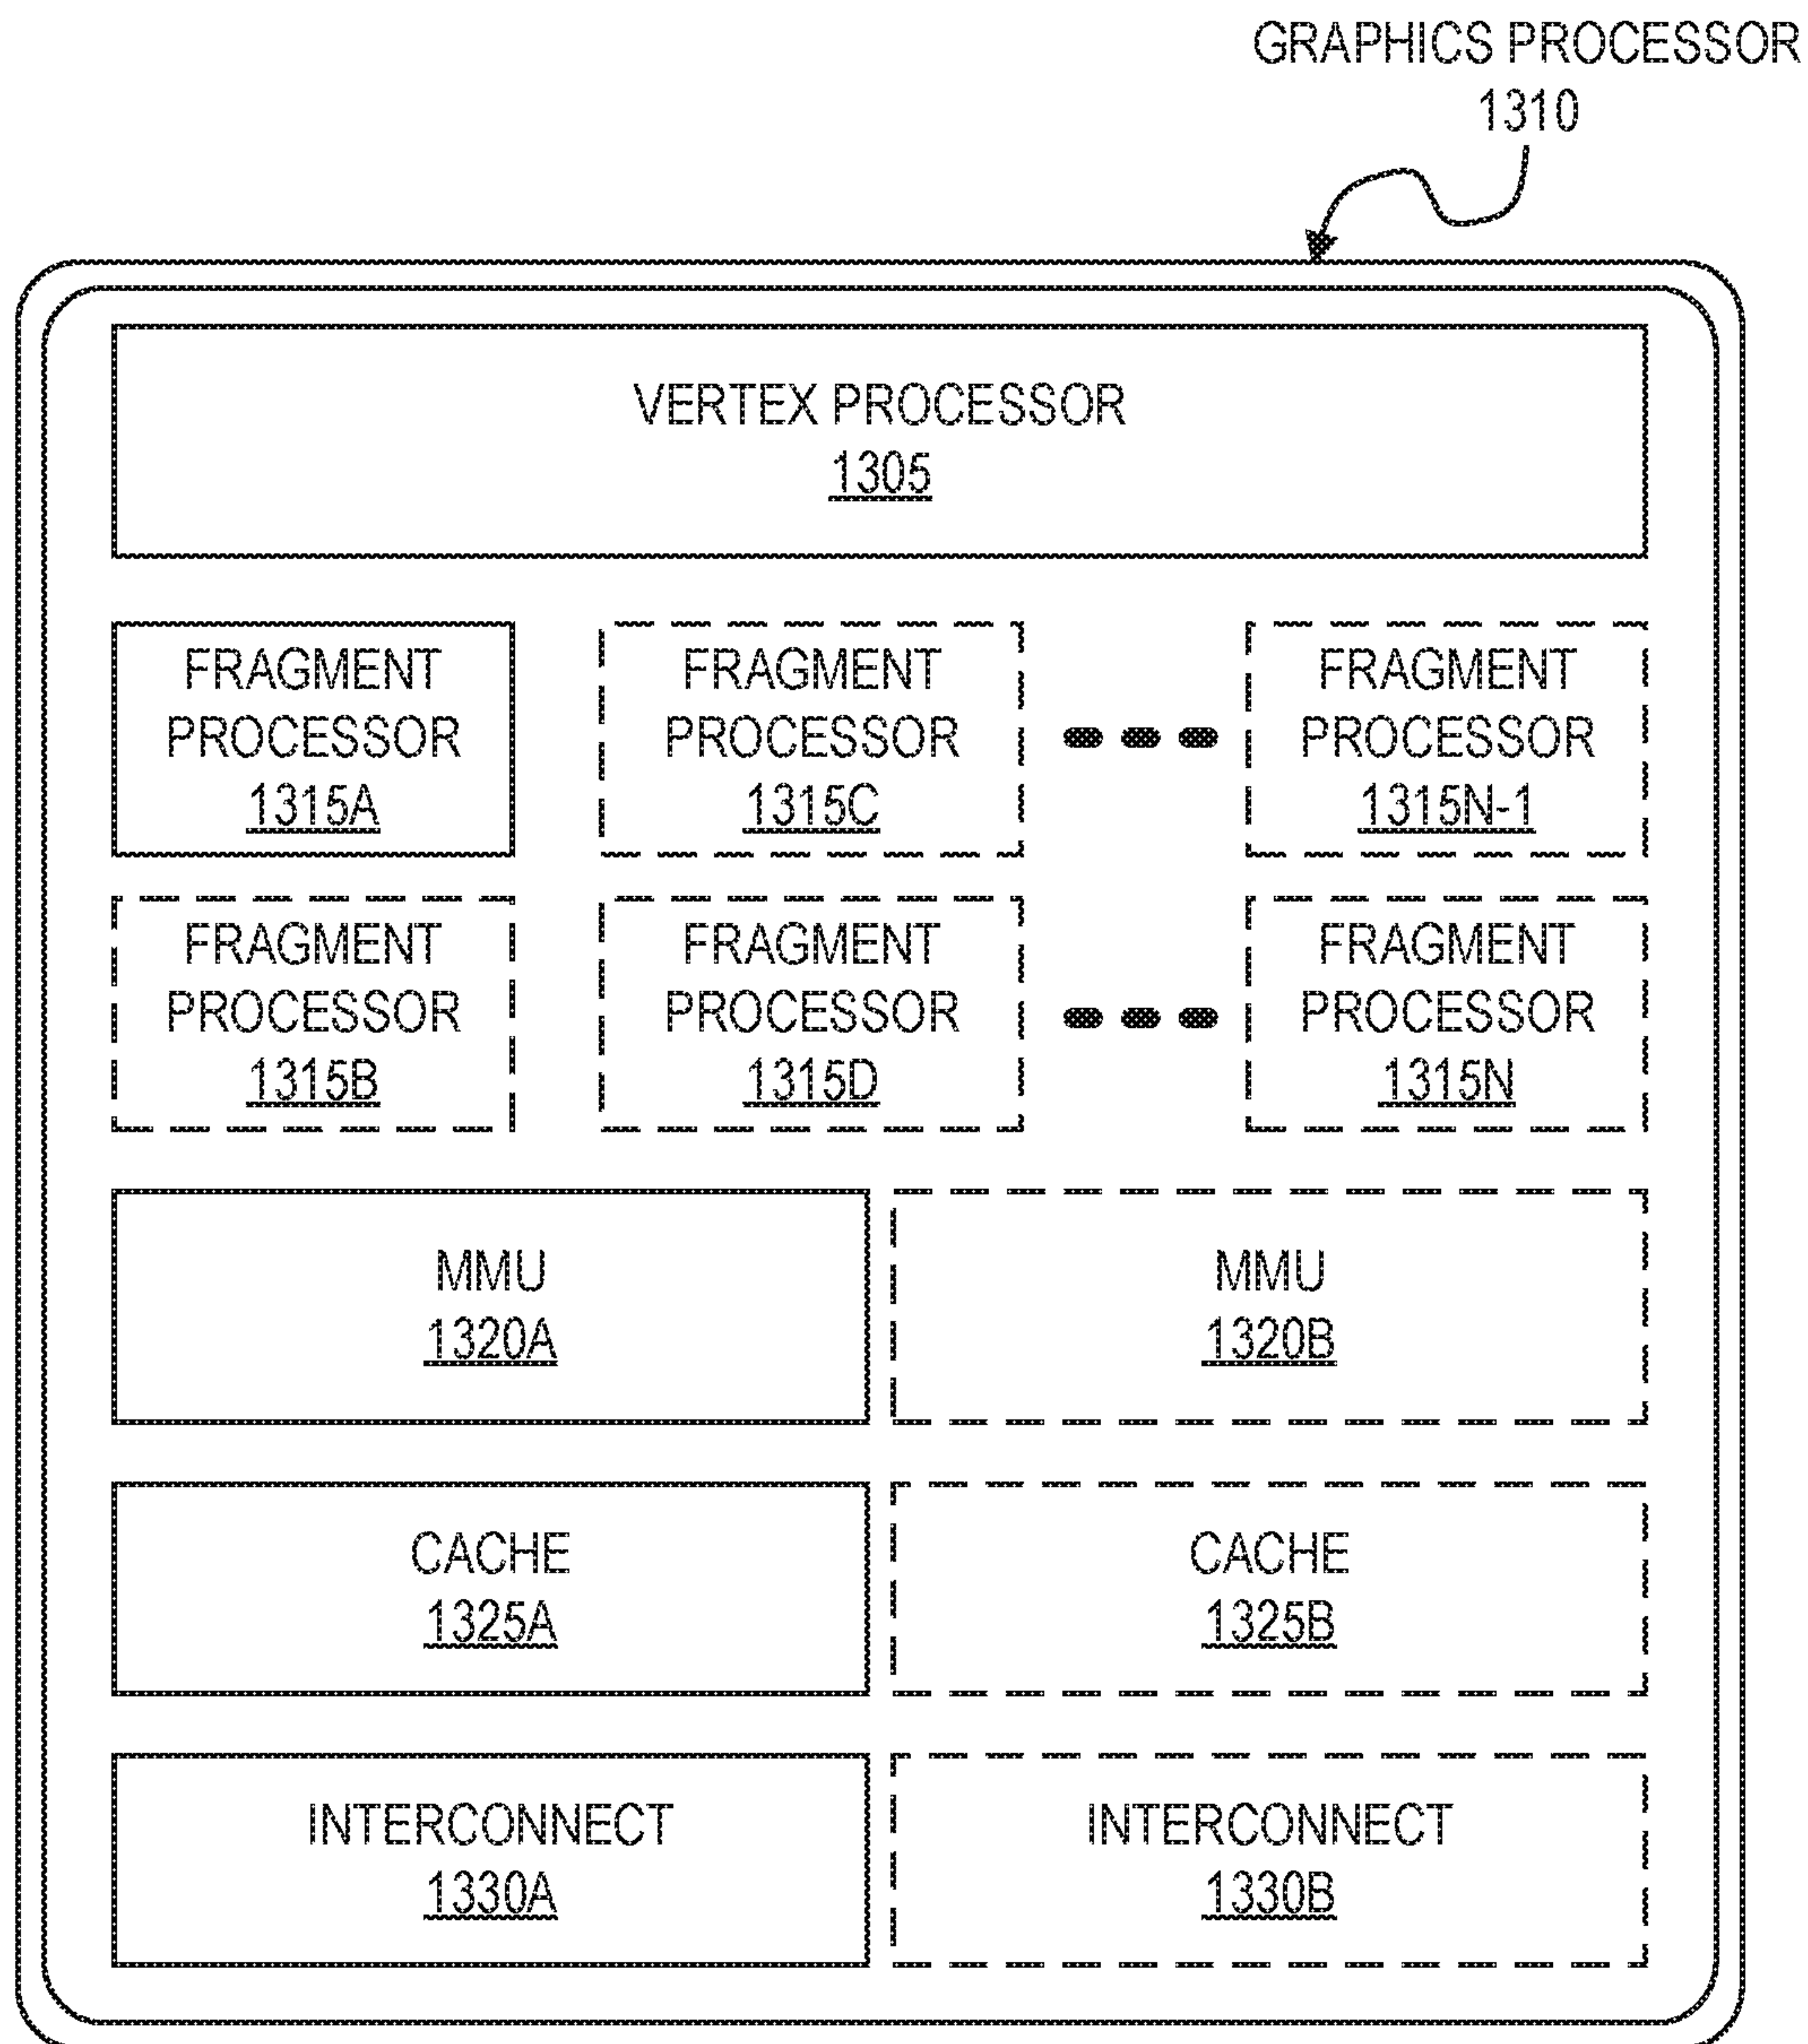 GRAPHICS PROCESSOR
1310
VERTEX PROCESSOR
1305
FRAGMENT
PROCESSOR
1315A
FRAGMENT
PROCESSOR
1315C
FRAGMENT
PROCESSOR
1315N-1
FRAGMENT
PROCESSOR
1315B
FRAGMENT
PROCESSOR
1315D
FRAGMENT
PROCESSOR
1315N
MMU
1320A
MMU
1320B
CACHE
1325A
CACHE
1325B
INTERCONNECT
1330A
INTERCONNECT
1330B